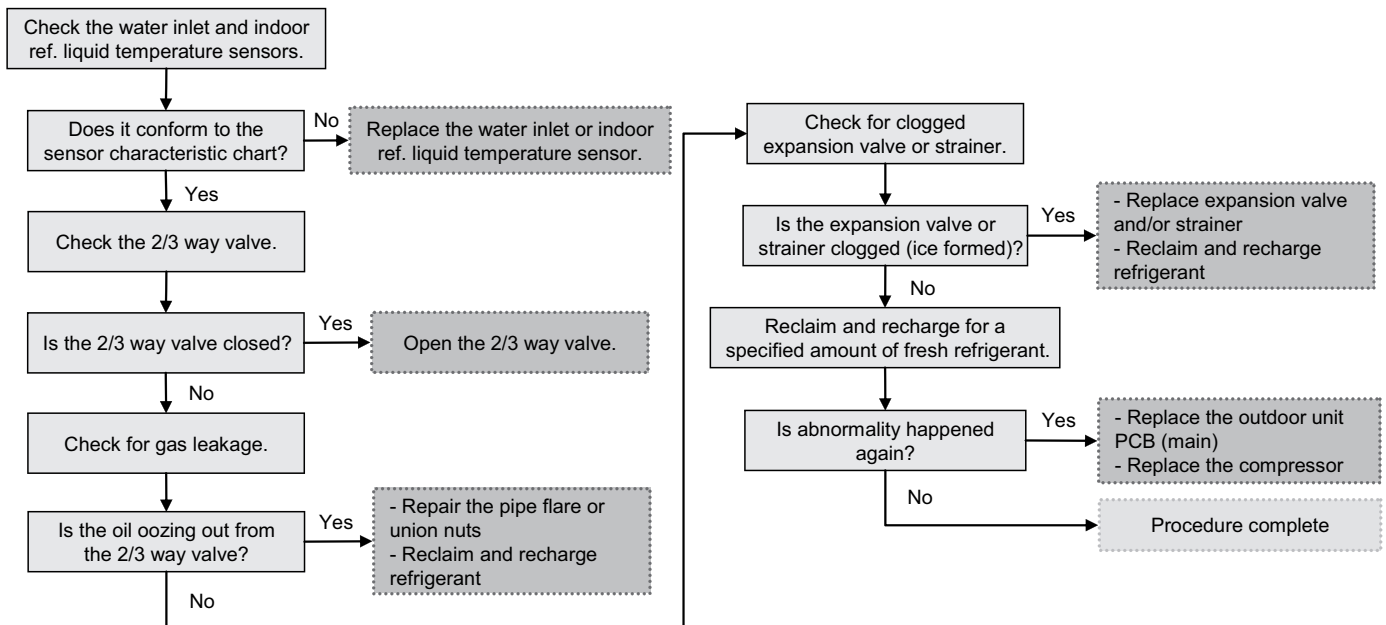 Check the water inlet and indoor
ref. liquid temperature sensors.
Does it conform to the
sensor characteristic chart?
No
Replace the water inlet or indoor
ref. liquid temperature sensor.
Yes
Check the 2/3 way valve.
Is the 2/3 way valve closed?
Yes
Open the 2/3 way valve.
No
Check for gas leakage.
Is the oil oozing out from
the 2/3 way valve?
Yes
- Repair the pipe flare or
union nuts
- Reclaim and recharge
refrigerant
No
Check for clogged
expansion valve or strainer.
Is the expansion valve or
strainer clogged (ice formed)?
Yes
- Replace expansion valve
and/or strainer
- Reclaim and recharge
refrigerant
No
Reclaim and recharge for a
specified amount of fresh refrigerant.
Is abnormality happened
again?
Yes
- Replace the outdoor unit
PCB (main)
- Replace the compressor
No
Procedure complete